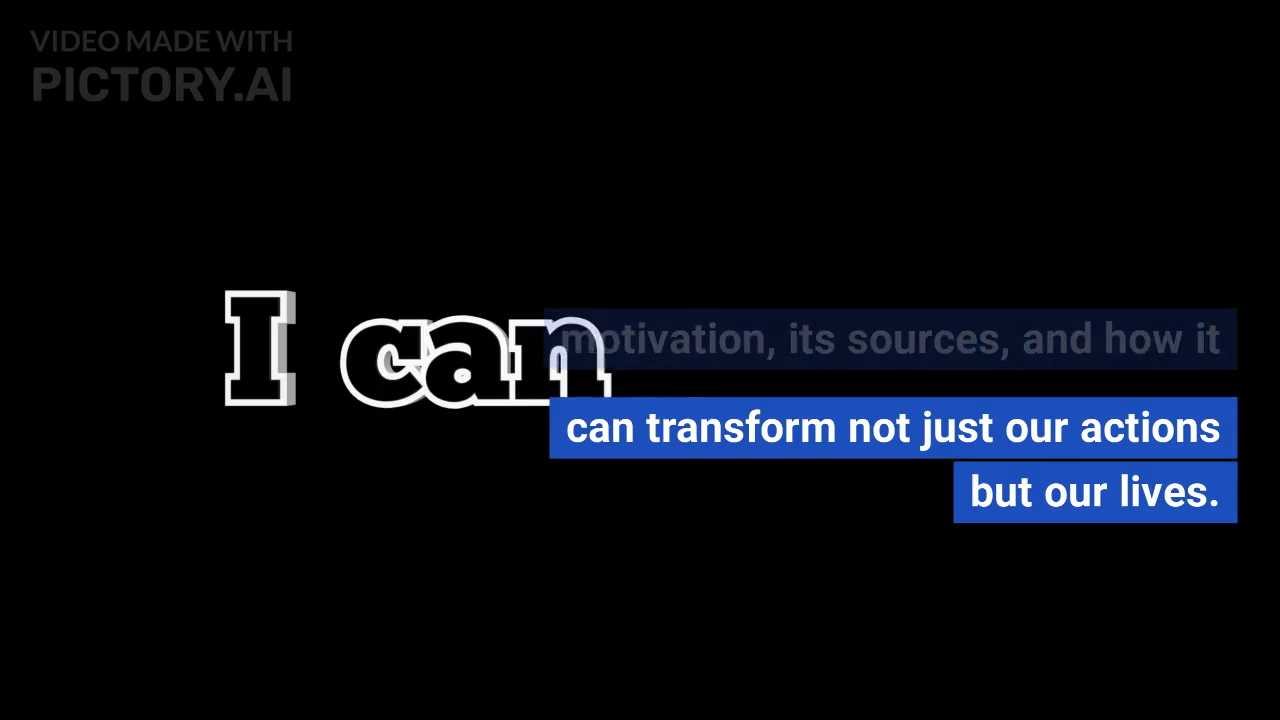 VIDEO MADE WITH
PICTORY.AI
I can
motivation, its sources, and how it
can transform not just our actions
but our lives.